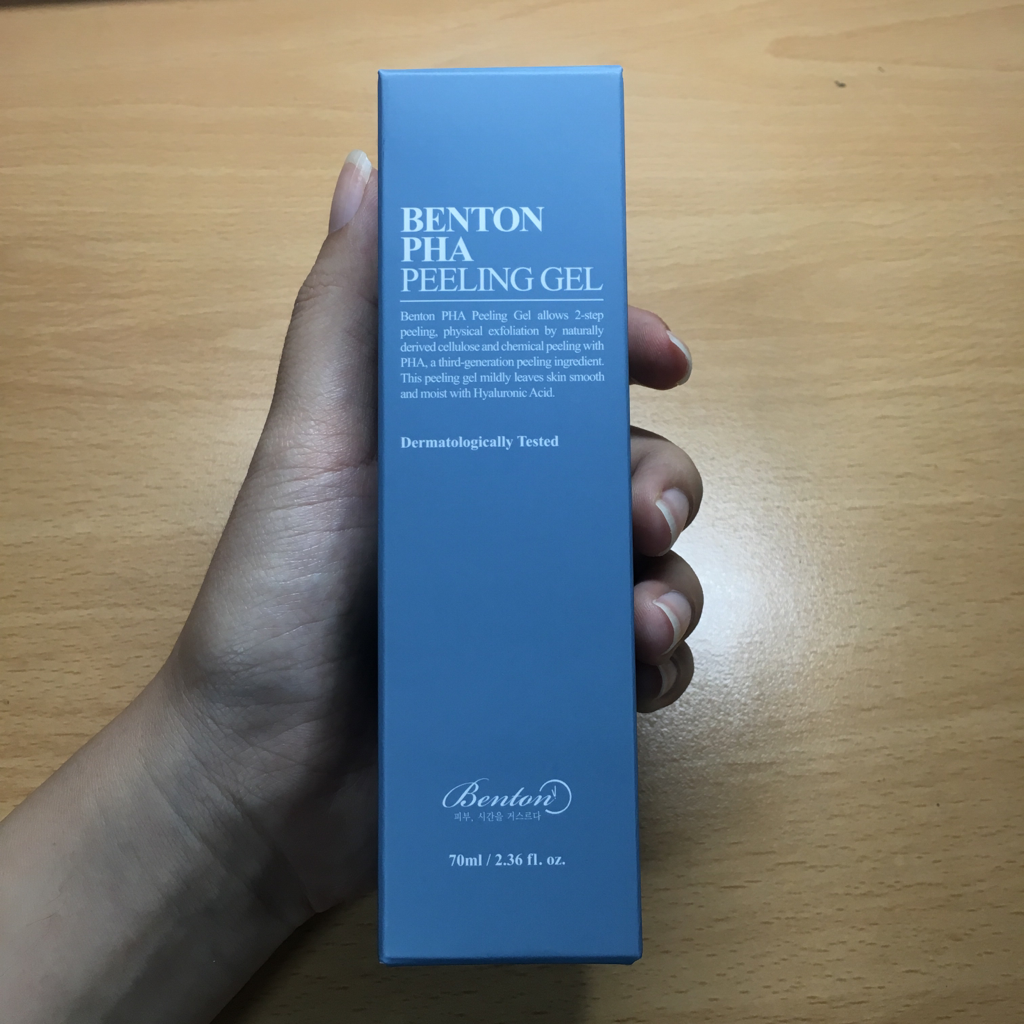 BENTON
PHA
PEELING GEL
Benton PHA Peeling Gel allows 2-step
peeling, physical exfoliation by naturally
derived cellulose and chemical peeling with
PHA, a third-generation peeling ingredient.
This peeling gel mildly leaves skin smooth
and moist with Hyaluronic Acid.
Dermatologically Tested
Benton
피부, 시간을 거스르다
70ml / 2.36 fl. oz.